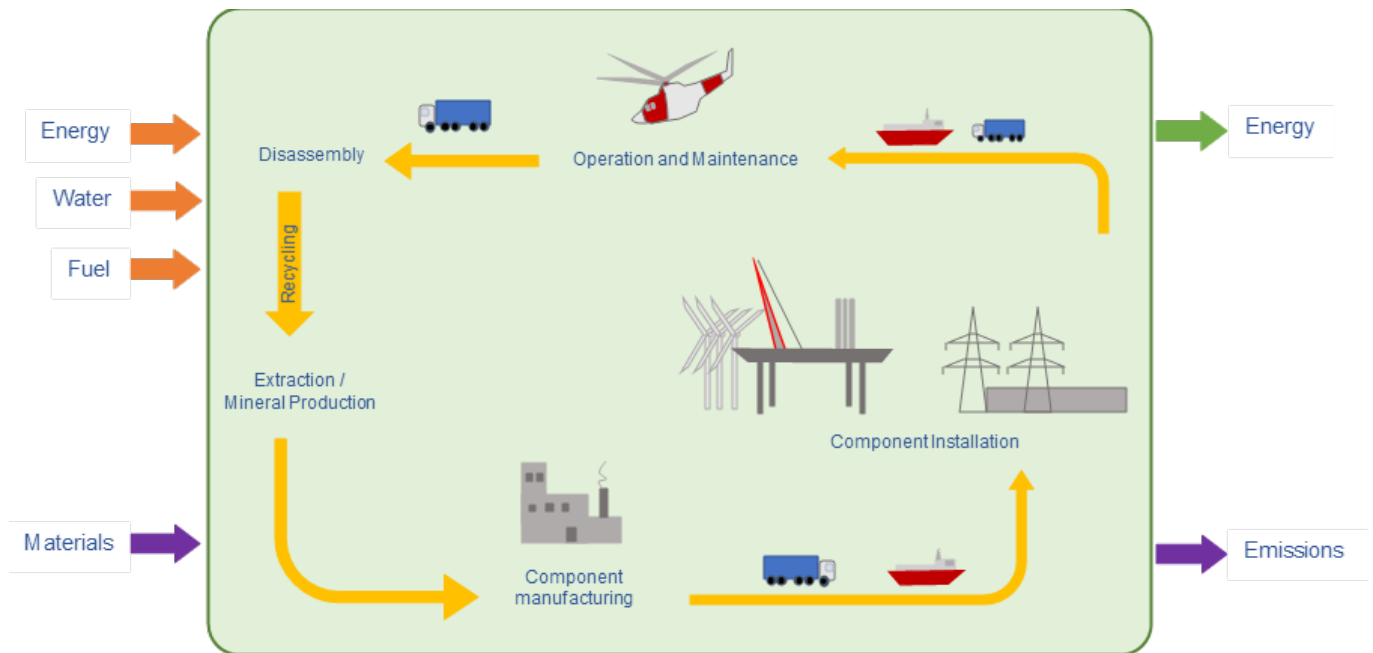 Energy
Water
Fuel
Materials
Disassembly
Operation and Maintenance
Recycling
Extraction /
Mineral Production
Component
manufacturing
Component Installation
Energy
Emissions